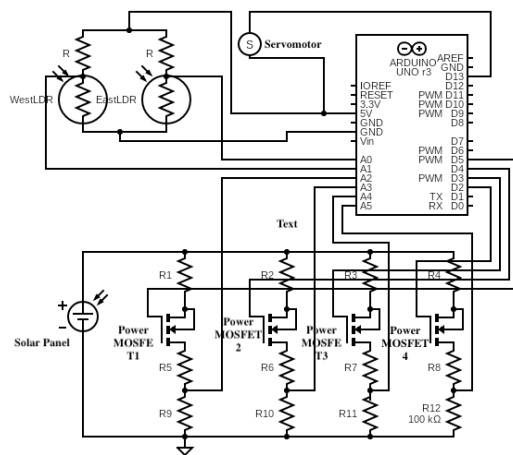 R
R
WestLDR
EastLDR
S
Servomotor
ARDUINO
UNO r3
AREF
GND
D13
D12
IOREF
PWM D11
RESET
PWM D10
3.3V
PWM D9
5V
D8
GND
GND
Vin
D7
PWM D6
A0
PWM D5
A1
D4
A2
PWM D3
A3
D2
A4
TX D1
A5
RX D0
Text
R1
R2
R3
R4
+
−
Solar Panel
Power
MOSFE
T1
Power
MOSFET
2
Power
MOSFE
T3
Power
MOSFET
4
R5
R6
R7
R8
R9
R10
R11
R12
100 kΩ